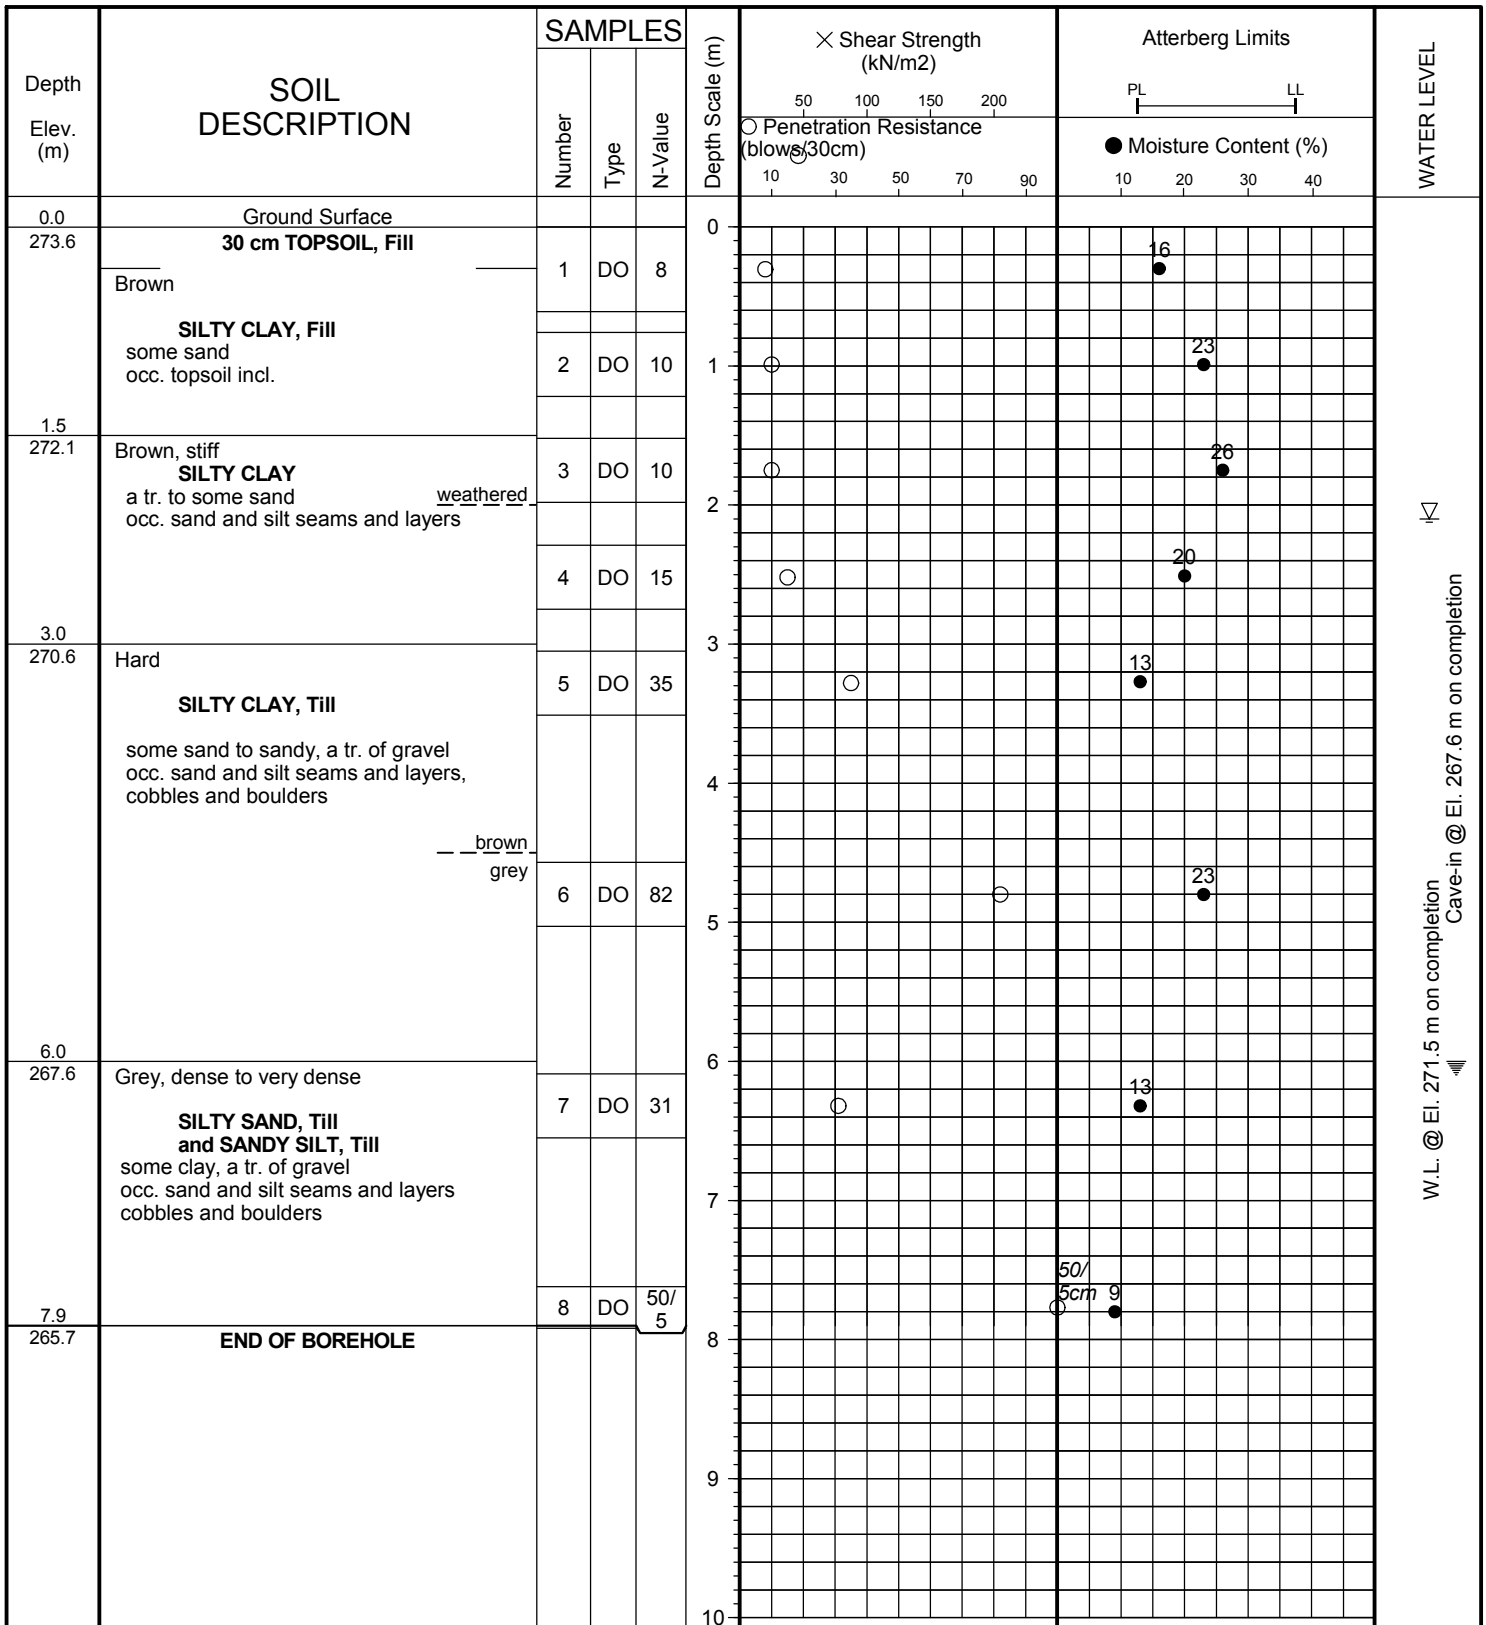 Depth
Elev.
(m)
SOIL
DESCRIPTION
SAMPLES
Number
Type
N-Value
Depth Scale (m)
Shear Strength
(kN/m2)
50 100 150 200
Penetration Resistance
(blows/30cm)
10 30 50 70 90
Atterberg Limits
PL LL
Moisture Content (%)
10 20 30 40
WATER LEVEL
0.0 Ground Surface
273.6 30 cm TOPSOIL, Fill
0
16
1 DO 8
Brown
SILTY CLAY, Fill
some sand
occ. topsoil incl.
23
2 DO 10
1
1.5
272.1
Brown, stiff
SILTY CLAY
a tr. to some sand
weathered
occ. sand and silt seams and layers
26
3 DO 10
2
20
4 DO 15
3.0
270.6
3
Hard
SILTY CLAY, Till
some sand to sandy, a tr. of gravel
occ. sand and silt seams and layers,
cobbles and boulders
13
5 DO 35
4
brown
grey
23
6 DO 82
5
6.0
267.6
6
Grey, dense to very dense
SILTY SAND, Till
and SANDY SILT, Till
some clay, a tr. of gravel
occ. sand and silt seams and layers
cobbles and boulders
13
7 DO 31
7
50/
5cm 9
8 DO 50/
5
7.9
265.7
END OF BOREHOLE
8
9
10
W.L. @ El. 271.5 m on completion
Cave-in @ El. 267.6 m on completion